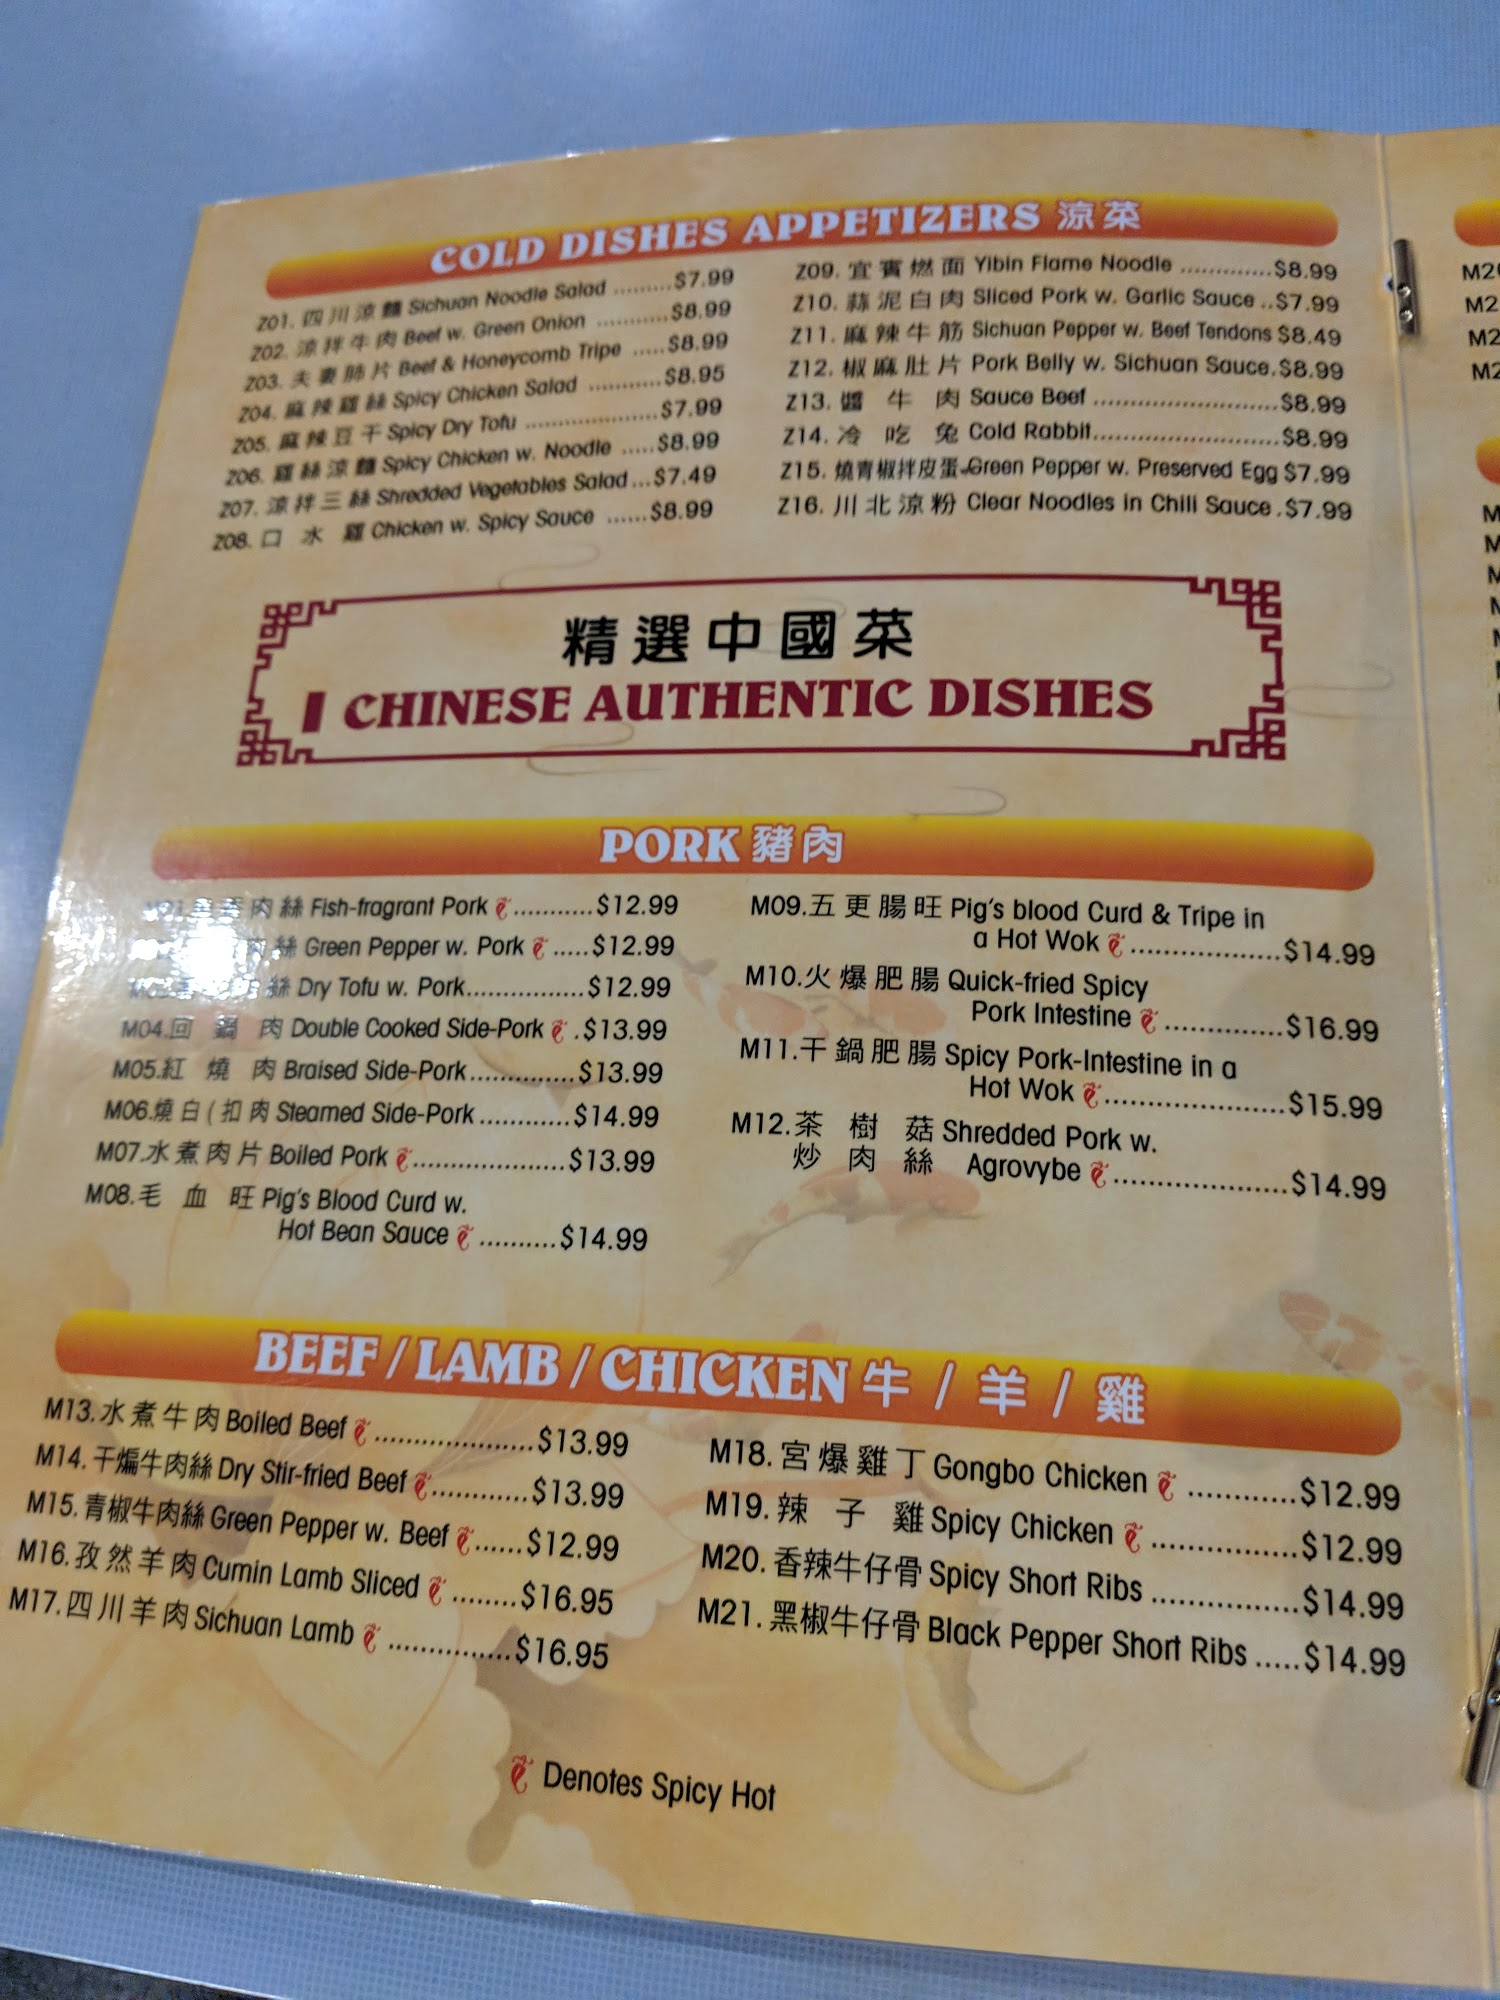 COLD DISHES APPETIZERS 涼菜
Z01. 四川涼麵 Sichuan Noodle Salad .........$7.99
Z02. 涼拌牛肉 Beef w. Green Onion ...........$8.99
Z03. 夫妻肺片 Beef & Honeycomb Tripe .....$8.99
Z04. 麻辣雞絲 Spicy Chicken Salad ...........$8.95
Z05. 麻辣豆干 Spicy Dry Tofu ....................$7.99
Z06. 雞絲涼麵 Spicy Chicken w. Noodle .....$8.99
Z07. 涼拌三絲 Shredded Vegetables Salad...$7.49
Z08. 口水雞 Chicken w. Spicy Sauce ......$8.99
Z09. 宜賓燃面 Yibin Flame Noodle .............$8.99
Z10. 蒜泥白肉 Sliced Pork w. Garlic Sauce ..$7.99
Z11. 麻辣牛筋 Sichuan Pepper w. Beef Tendons $8.49
Z12. 椒麻肚片 Pork Belly w. Sichuan Sauce.$8.99
Z13. 醬牛肉 Sauce Beef ..........................$8.99
Z14. 冷吃兔 Cold Rabbit..........................$8.99
Z15. 燒青椒拌皮蛋 Green Pepper w. Preserved Egg $7.99
Z16. 川北涼粉 Clear Noodles in Chili Sauce .$7.99
精選中國菜
CHINESE AUTHENTIC DISHES
PORK 豬肉
肉絲 Fish-fragrant Pork ...........$12.99
肉絲 Green Pepper w. Pork .....$12.99
絲 Dry Tofu w. Pork................$12.99
M04.回鍋肉 Double Cooked Side-Pork .$13.99
M05.紅燒肉 Braised Side-Pork..............$13.99
M06.燒白(扣肉 Steamed Side-Pork ............$14.99
M07.水煮肉片 Boiled Pork .....................$13.99
M08.毛血旺 Pig's Blood Curd w.
Hot Bean Sauce ..........$14.99
M09.五更腸旺 Pig's blood Curd & Tripe in
a Hot Wok ....................$14.99
M10.火爆肥腸 Quick-fried Spicy
Pork Intestine ..............$16.99
M11.干鍋肥腸 Spicy Pork-Intestine in a
Hot Wok ......................$15.99
M12.茶樹菇 Shredded Pork w.
炒肉絲 Agrovybe .....................$14.99
BEEF / LAMB / CHICKEN 牛 / 羊 / 雞
M13.水煮牛肉 Boiled Beef .....................$13.99
M14.干煸牛肉絲 Dry Stir-fried Beef ............$13.99
M15.青椒牛肉絲 Green Pepper w. Beef ......$12.99
M16.孜然羊肉 Cumin Lamb Sliced ........$16.95
M17.四川羊肉 Sichuan Lamb ...............$16.95
M18. 宮爆雞丁 Gongbo Chicken ............$12.99
M19. 辣子雞 Spicy Chicken ................$12.99
M20. 香辣牛仔骨 Spicy Short Ribs ................$14.99
M21. 黑椒牛仔骨 Black Pepper Short Ribs .....$14.99
Denotes Spicy Hot